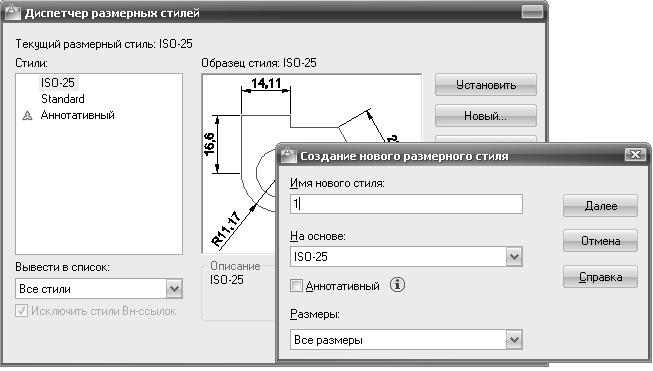 Диспетчер размерных стилей
Текущий размерный стиль: ISO-25
Стили:
ISO-25
Standard
Аннотативный
Образец стиля: ISO-25
14,11
16,6
R11,17
Установить
Новый...
Вывести в список:
Все стили
Исключить стили Вн-ссылок
Описание
ISO-25
Создание нового размерного стиля
Имя нового стиля:
1
На основе:
ISO-25
Аннотативный
Размеры:
Все размеры
Далее
Отмена
Справка